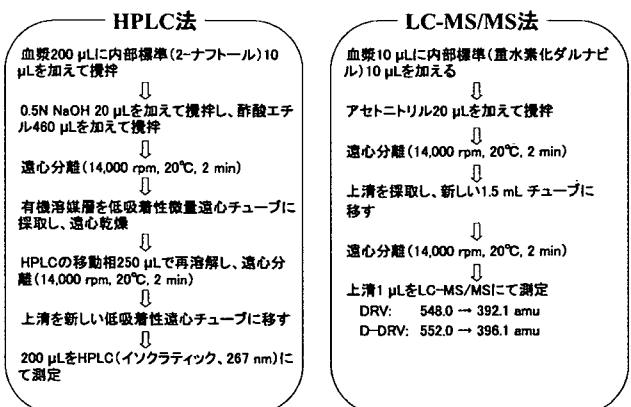 HPLC法
血漿200 µLに内部標準(2-ナフトール)10
µLを加えて攪拌
⇩
0.5N NaOH 20 µLを加えて攪拌し、酢酸エチ
ル460 µLを加えて攪拌
⇩
遠心分離(14,000 rpm, 20℃, 2 min)
⇩
有機溶媒層を低吸着性微量遠心チューブに
採取し、遠心乾燥
⇩
HPLCの移動相250 µLで再溶解し、遠心分
離(14,000 rpm, 20℃, 2 min)
⇩
上清を新しい低吸着性遠心チューブに移す
⇩
200 µLをHPLC(イソクラティック、267 nm)に
て測定
LC-MS/MS法
血漿10 µLに内部標準(重水素化ダルナビ
ル)10 µLを加える
⇩
アセトニトリル20 µLを加えて攪拌
⇩
遠心分離(14,000 rpm, 20℃, 2 min)
⇩
上清を採取し、新しい1.5 mL チューブに
移す
⇩
遠心分離(14,000 rpm, 20℃, 2 min)
⇩
上清1 µLをLC-MS/MSにて測定
DRV: 548.0 → 392.1 amu
D-DRV: 552.0 → 396.1 amu